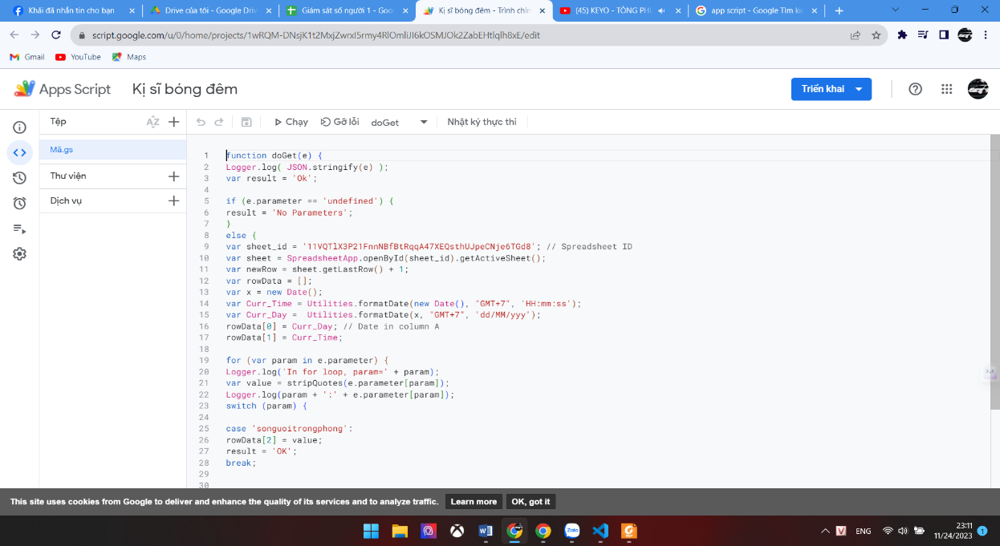 Khải đã nhắn tin cho bạn
Drive của tôi - Google Driv
Giám sát số người 1 - Goo
Kị sĩ bóng đêm - Trình chỉn
(45) KEYO - TÒNG PH
app script - Google Tìm k
script.google.com/u/0/home/projects/
Gmail YouTube Maps
Apps Script Kị sĩ bóng đêm Triển khai
Tệp AZ Chạy Gỡ lỗi doGet Nhật ký thực thi
Mã.gs
Thư viện
Dịch vụ
1 function doGet(e) {
2 Logger.log( JSON.stringify(e) );
3 var result = 'Ok';
4
5 if (e.parameter == 'undefined') {
6 result = 'No Parameters';
7 }
8 else {
9 var sheet_id = '11VQTlX3P21FnnNBfBtRqqA47XEQsthUJpeCNje6TGd8'; // Spreadsheet ID
10 var sheet = SpreadsheetApp.openById(sheet_id).getActiveSheet();
11 var newRow = sheet.getLastRow() + 1;
12 var rowData = [];
13 var x = new Date();
14 var Curr_Time = Utilities.formatDate(new Date(), "GMT+7", 'HH:mm:ss');
15 var Curr_Day =  Utilities.formatDate(x, "GMT+7", 'dd/MM/yyy');
16 rowData[0] = Curr_Day; // Date in column A
17 rowData[1] = Curr_Time;
18
19 for (var param in e.parameter) {
20 Logger.log('In for loop, param=' + param);
21 var value = stripQuotes(e.parameter[param]);
22 Logger.log(param + ':' + e.parameter[param]);
23 switch (param) {
24
25 case 'songuoitrongphong':
26 rowData[2] = value;
27 result = 'OK';
28 break;
29
30
This site uses cookies from Google to deliver and enhance the quality of its services and to analyze traffic. Learn more OK, got it
Zalo
V ENG
23:11
11/24/2023 1